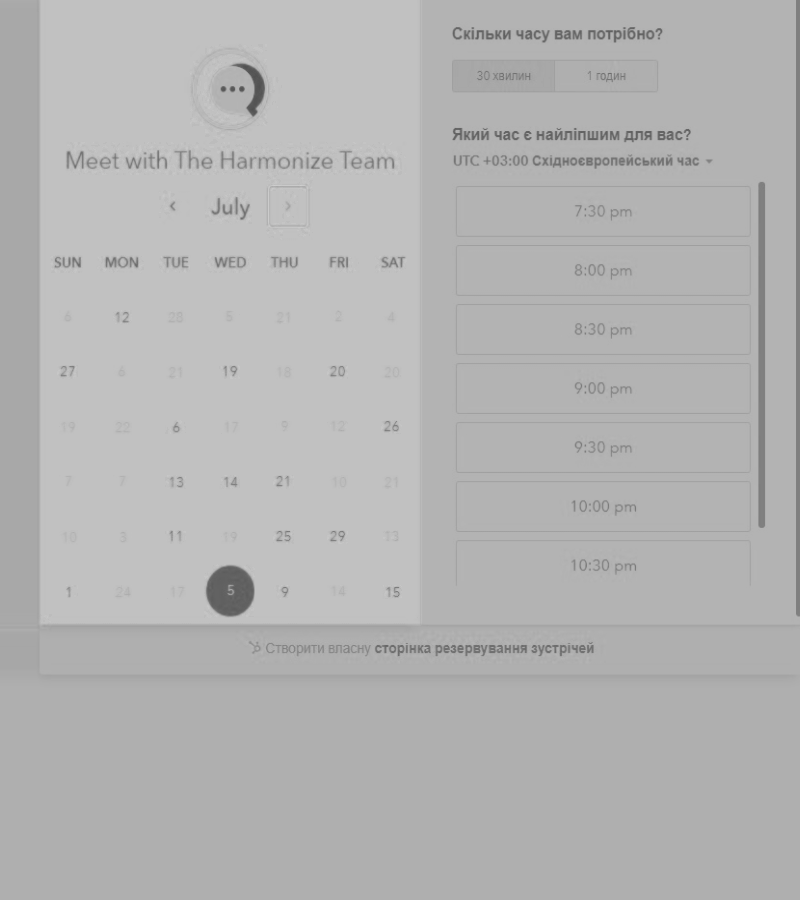 Meet with The Harmonize Team
July
SUN MON TUE WED THU FRI SAT
6 12 28 5 21 2 4
27 6 21 19 18 20 20
19 22 6 17 9 12 26
7 7 13 14 21 10 21
10 3 11 19 25 29 13
1 24 17 5 9 14 15
Скільки часу вам потрібно?
30 хвилин 1 годин
Який час є найліпшим для вас?
UTC +03:00 Східноєвропейський час
7:30 pm
8:00 pm
8:30 pm
9:00 pm
9:30 pm
10:00 pm
10:30 pm
Створити власну сторінка резервування зустрічей